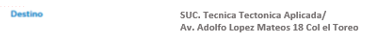 Destino SUC. Tecnica Tectonica Aplicada/
Av. Adolfo Lopez Mateos 18 Col el Toreo